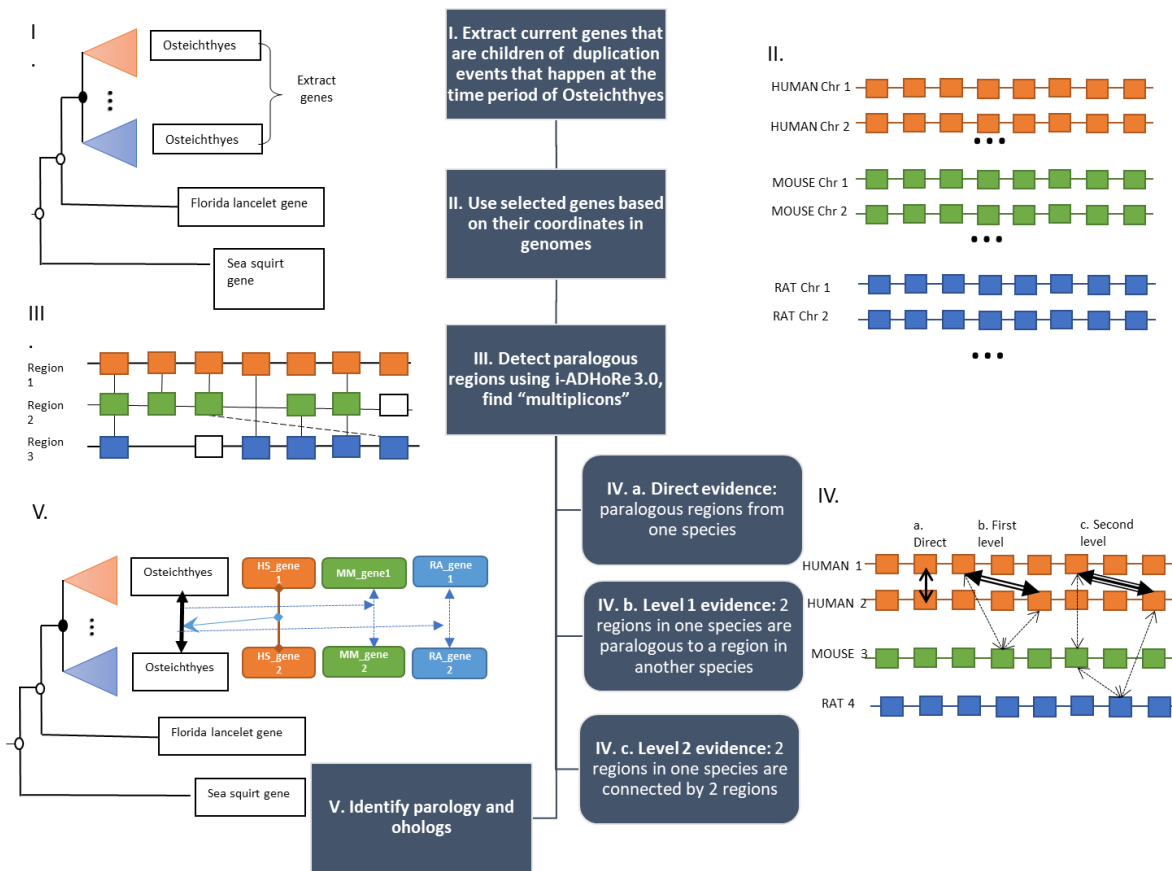 I
.
Osteichthyes
Osteichthyes
Extract
genes
Florida lancelet gene
Sea squirt
gene
I. Extract current genes that
are children of duplication
events that happen at the
time period of Osteichthyes
II. Use selected genes based
on their coordinates in
genomes
III. Detect paralogous
regions using i-ADHoRe 3.0,
find “multiplicons”
II.
HUMAN Chr 1
HUMAN Chr 2
MOUSE Chr 1
MOUSE Chr 2
RAT Chr 1
RAT Chr 2
III
.
Region
1
Region
2
Region
3
IV. a. Direct evidence:
paralogous regions from
one species
IV. b. Level 1 evidence: 2
regions in one species are
paralogous to a region in
another species
IV. c. Level 2 evidence: 2
regions in one species are
connected by 2 regions
IV.
a.
Direct
b. First
level
c. Second
level
HUMAN 1
HUMAN 2
MOUSE 3
RAT 4
V.
Osteichthyes
Osteichthyes
HS_gene
1
MM_gene1
RA_gene
1
HS_gene
2
MM_gene
2
RA_gene
2
Florida lancelet gene
Sea squirt gene
V. Identify parology and
ohologs